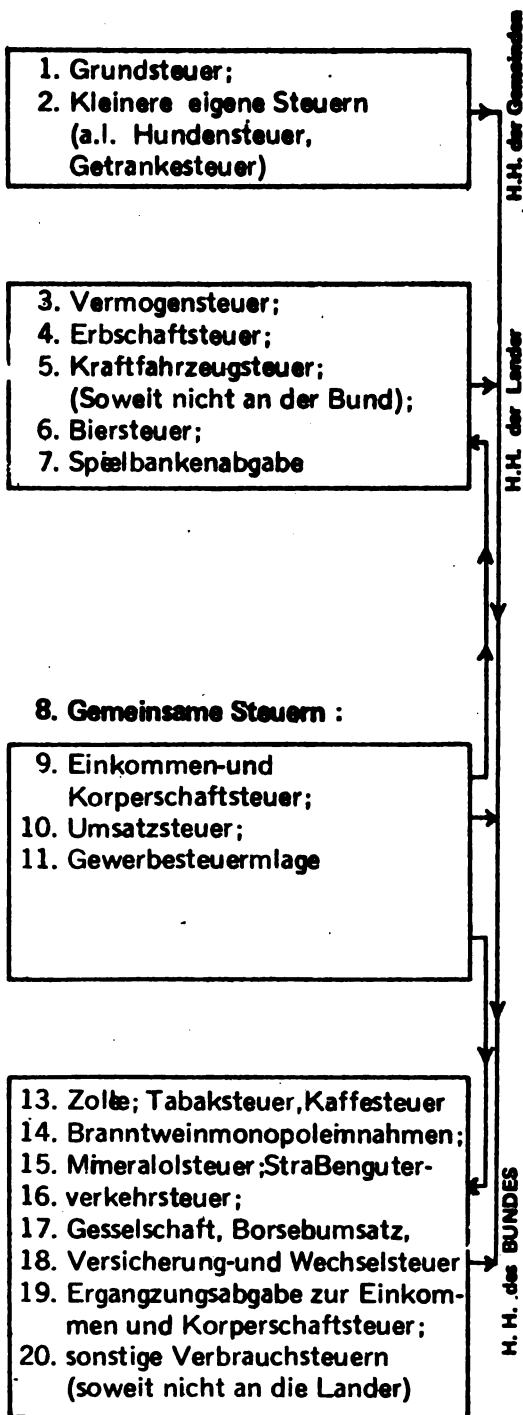 1. Grundsteuer;
2. Kleinere eigene Steuern
(a.l. Hundensteuer,
Getrankesteuer)
H.H. der Gemeinden
3. Vermogensteuer;
4. Erbschaftsteuer;
5. Kraftfahrzeugsteuer;
(Soweit nicht an der Bund);
6. Biersteuer;
7. Spielbankenabgabe
H.H. der Lander
8. Gemeinsame Steuern :
9. Einkommen-und
Korperschaftsteuer;
10. Umsatzsteuer;
11. Gewerbesteuermlage
13. Zolle; Tabaksteuer,Kaffesteuer
14. Branntweinmonopoleinnahmen;
15. Mineralolsteuer;StraBenguter-
16. verkehrsteuer;
17. Gesselschaft, Borsebumsatz,
18. Versicherung-und Wechselsteuer
19. Ergangzungsabgabe zur Einkom-
men und Korperschaftsteuer;
20. sonstige Verbrauchsteuern
(soweit nicht an die Lander)
H. H. des BUNDES